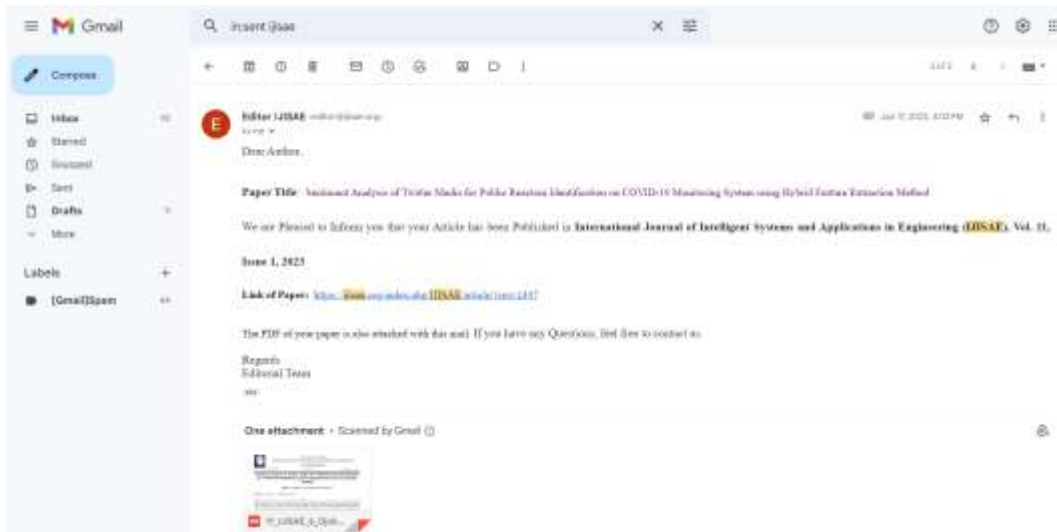 Gmail
in:sent ijisae
Compose
Inbox
Starred
Snoozed
Sent
Drafts
More
Labels
[Gmail]Spam
Editor IJISAE
to me
Dear Author,
Paper Title: Sentiment Analysis of Twitter Media for Public Reaction Identification on COVID-19 Monitoring System using Hybrid Feature Extraction Method
We are Pleased to Inform you that your Article has been Published in International Journal of Intelligent Systems and Applications in Engineering (IJISAE), Vol. 11,
Issue 1, 2023
Link of Paper:
The PDF of your paper is also attached with this mail. If you have any Questions, feel free to contact us.
Regards
Editorial Team
One attachment • Scanned by Gmail